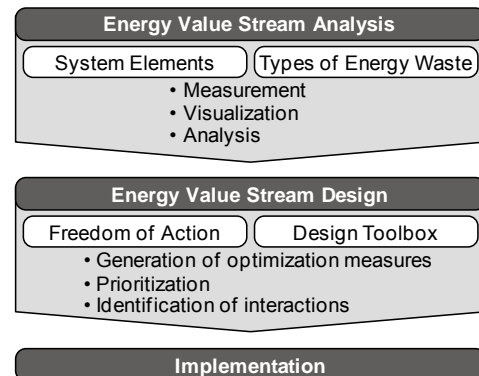 Energy Value Stream Analysis
System Elements
Types of Energy Waste
• Measurement
• Visualization
• Analysis
Energy Value Stream Design
Freedom of Action
Design Toolbox
• Generation of optimization measures
• Prioritization
• Identification of interactions
Implementation